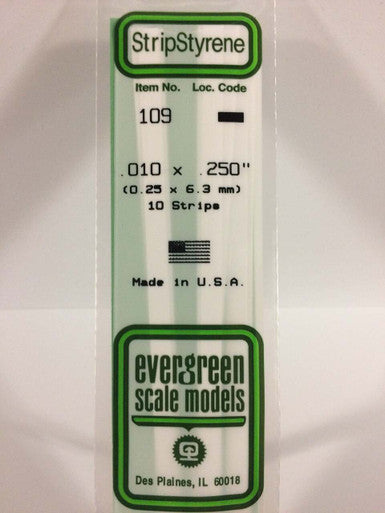 StripStyrene
Item No. Loc. Code
109
.010 x .250"
(0.25 x 6.3 mm)
10 Strips
Made in U.S.A.
evergreen
scale models
Des Plaines, IL 60018